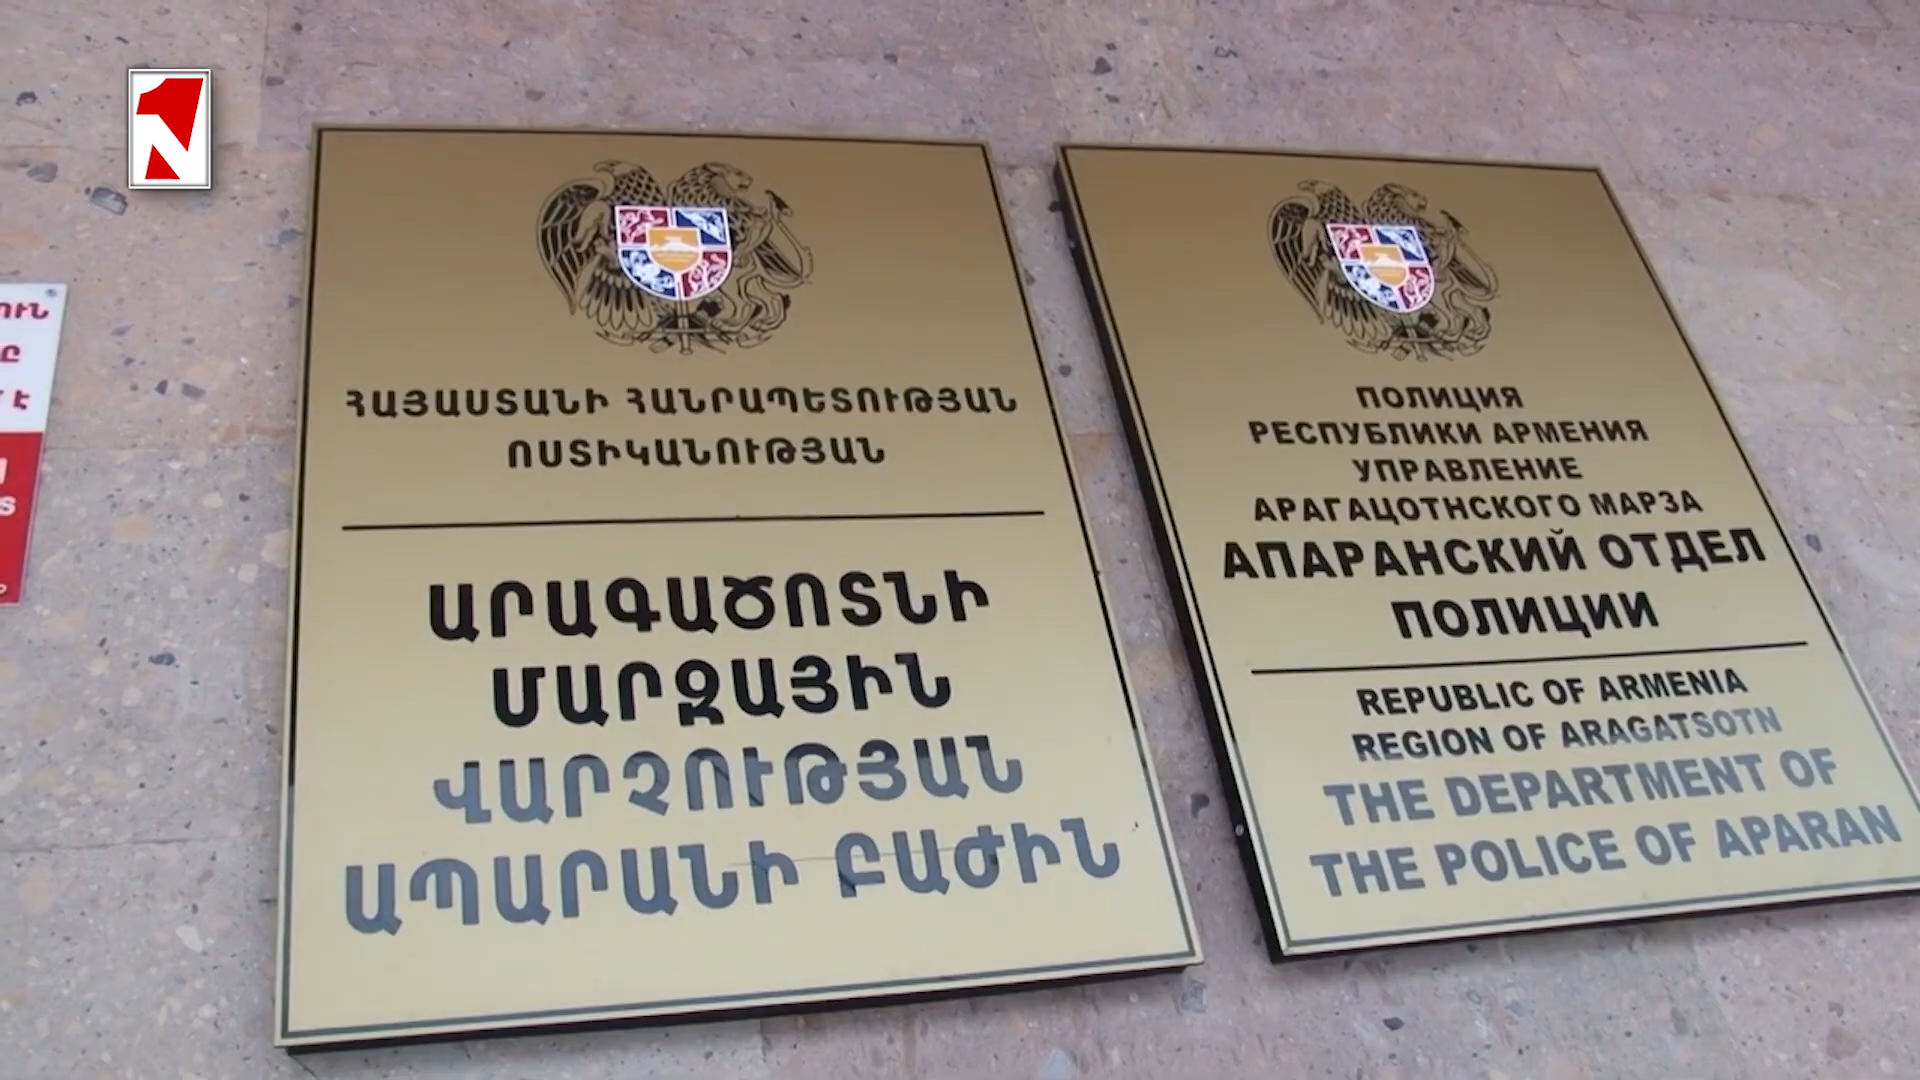 ՈՒՆ
Ը
Է
ՀԱՅԱՍՏԱՆԻ ՀԱՆՐԱՊԵՏՈՒԹՅԱՆ
ՈՍՏԻԿԱՆՈՒԹՅԱՆ
ԱՐԱԳԱԾՈՏՆԻ
ՄԱՐԶԱՅԻՆ
ՎԱՐՉՈՒԹՅԱՆ
ԱՊԱՐԱՆԻ ԲԱԺԻՆ
ПОЛИЦИЯ
РЕСПУБЛИКИ АРМЕНИЯ
УПРАВЛЕНИЕ
АРАГАЦОТНСКОГО МАРЗА
АПАРАНСКИЙ ОТДЕЛ
ПОЛИЦИИ
REPUBLIC OF ARMENIA
REGION OF ARAGATSOTN
THE DEPARTMENT OF
THE POLICE OF APARAN